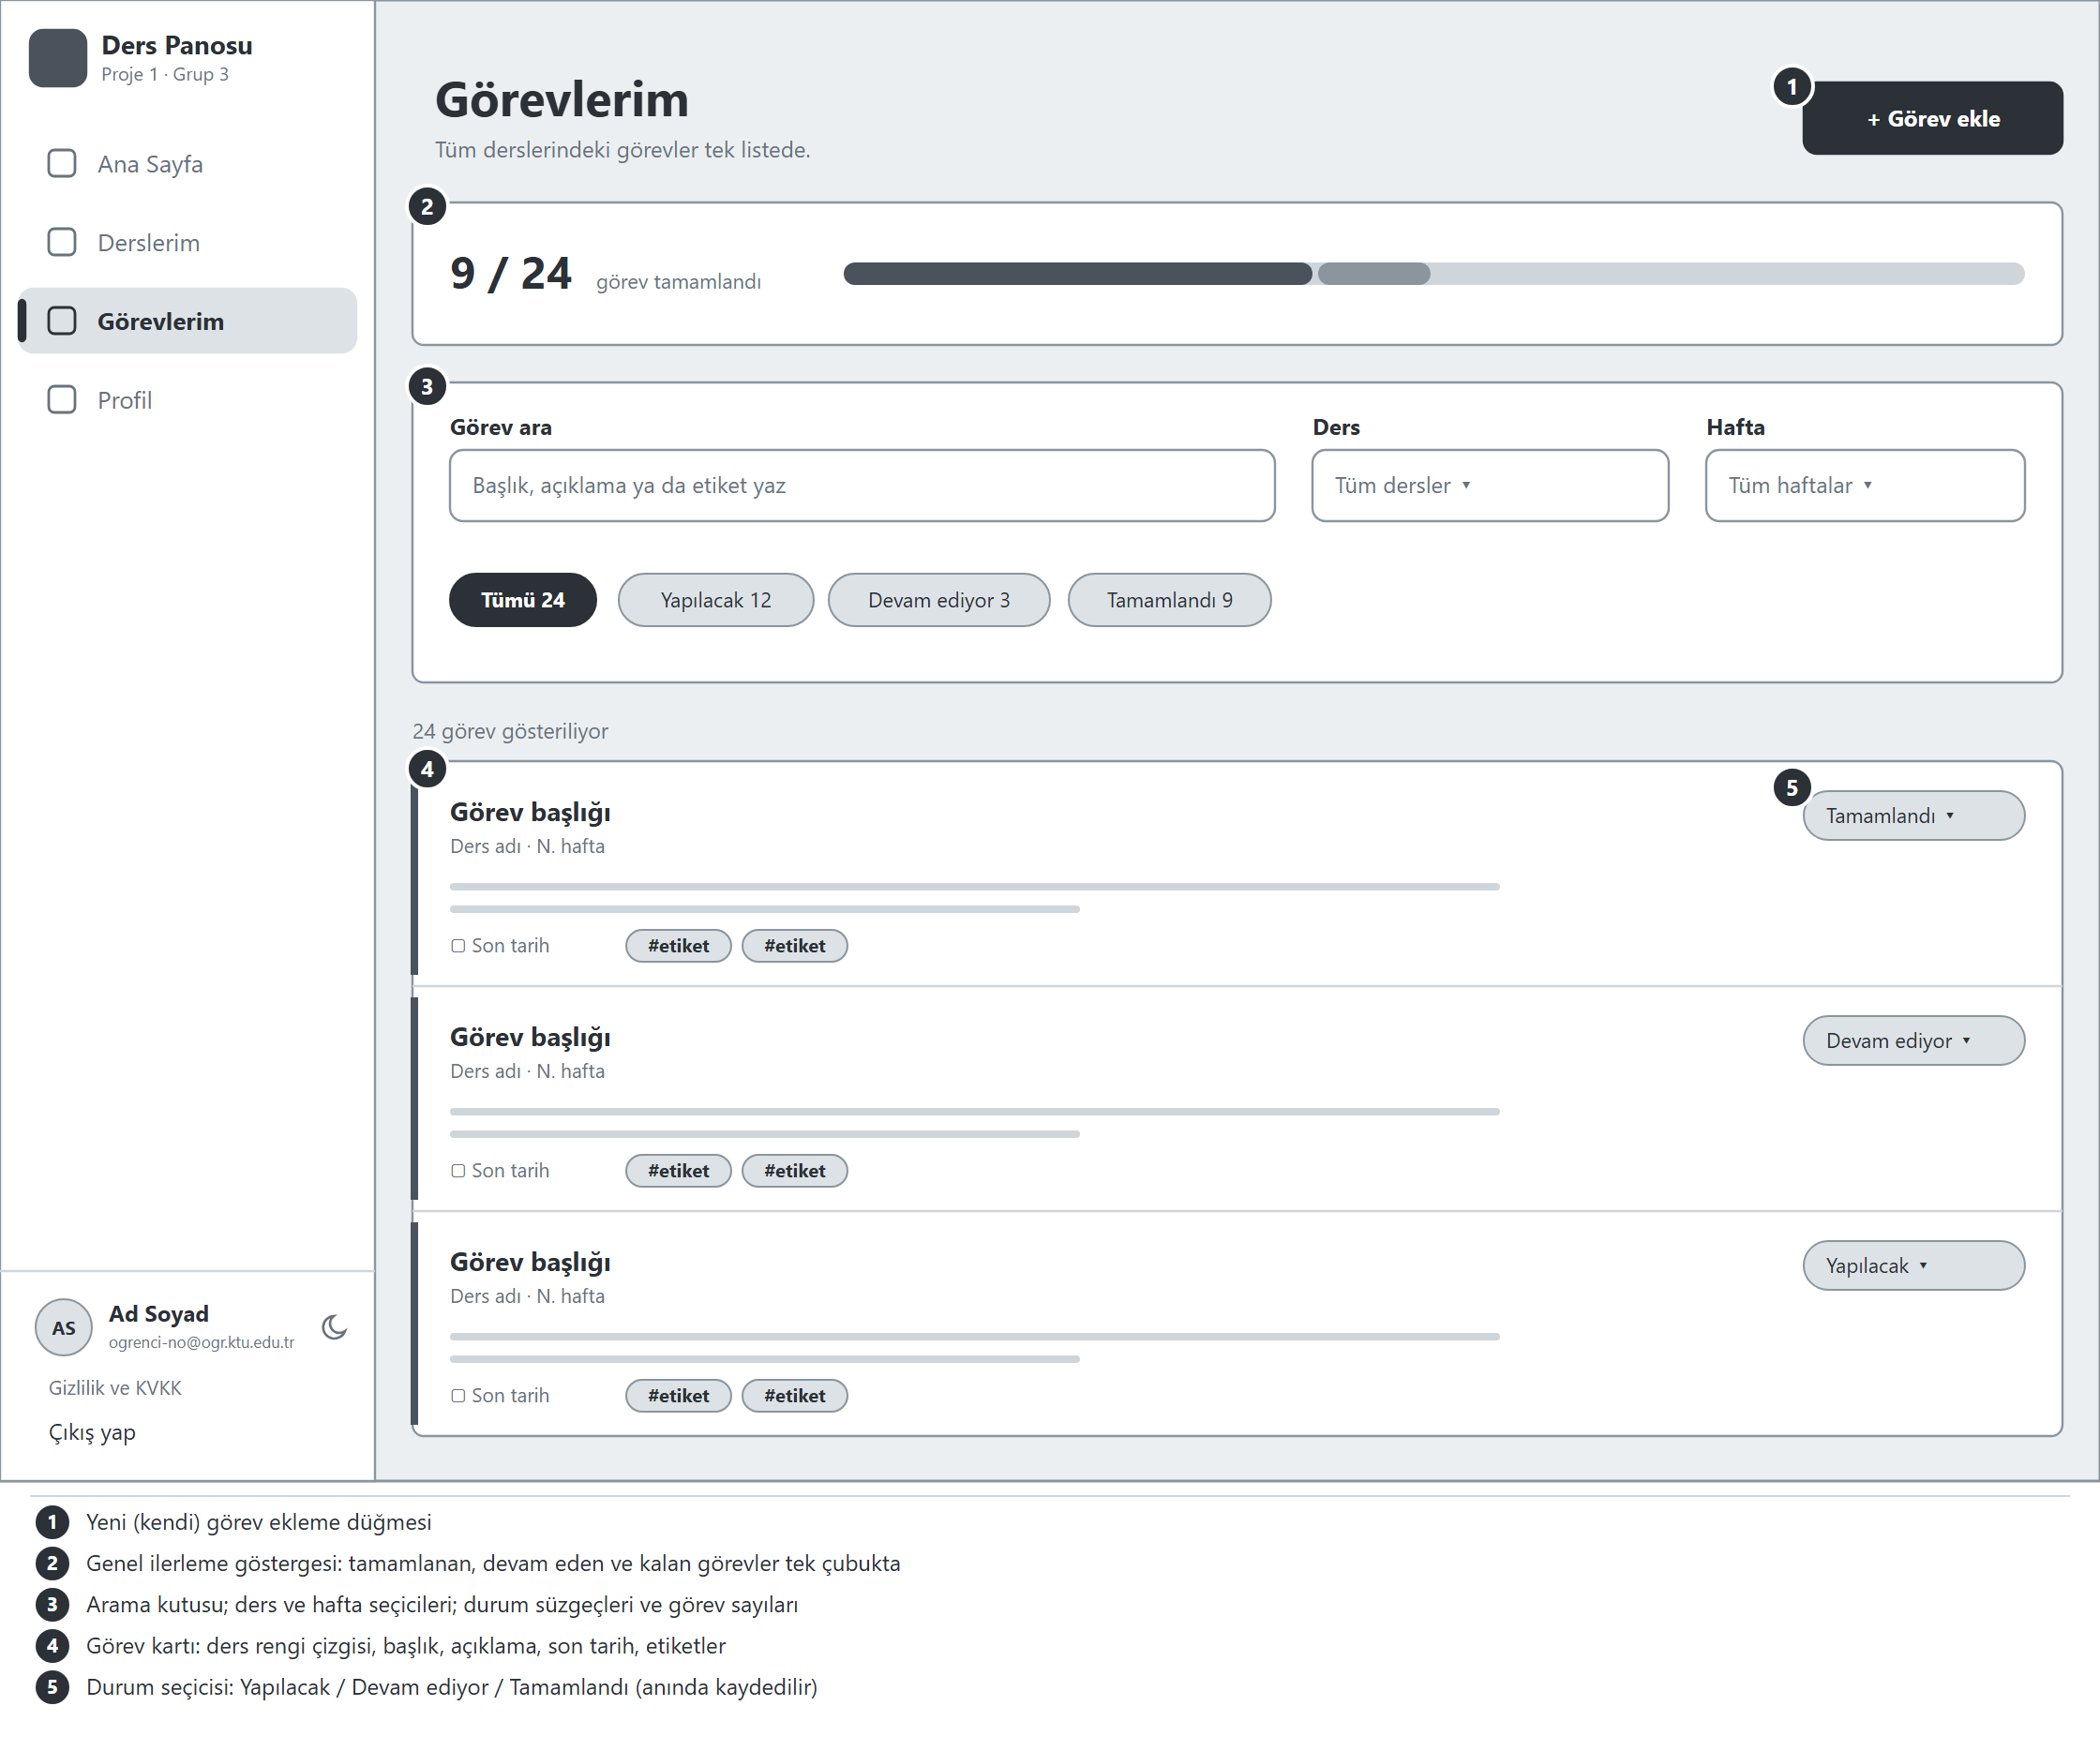 Ders Panosu
Proje 1 · Grup 3
Ana Sayfa
Derslerim
Görevlerim
Profil
AS
Ad Soyad
ogrenci-no@ogr.ktu.edu.tr
Gizlilik ve KVKK
Çıkış yap
Görevlerim
Tüm derslerindeki görevler tek listede.
1
+ Görev ekle
2
9 / 24 görev tamamlandı
3
Görev ara Ders Hafta
Başlık, açıklama ya da etiket yaz Tüm dersler ▾ Tüm haftalar ▾
Tümü 24 Yapılacak 12 Devam ediyor 3 Tamamlandı 9
24 görev gösteriliyor
4
5
Görev başlığı Tamamlandı ▾
Ders adı · N. hafta
Son tarih #etiket #etiket
Görev başlığı Devam ediyor ▾
Ders adı · N. hafta
Son tarih #etiket #etiket
Görev başlığı Yapılacak ▾
Ders adı · N. hafta
Son tarih #etiket #etiket
1 Yeni (kendi) görev ekleme düğmesi
2 Genel ilerleme göstergesi: tamamlanan, devam eden ve kalan görevler tek çubukta
3 Arama kutusu; ders ve hafta seçicileri; durum süzgeçleri ve görev sayıları
4 Görev kartı: ders rengi çizgisi, başlık, açıklama, son tarih, etiketler
5 Durum seçicisi: Yapılacak / Devam ediyor / Tamamlandı (anında kaydedilir)